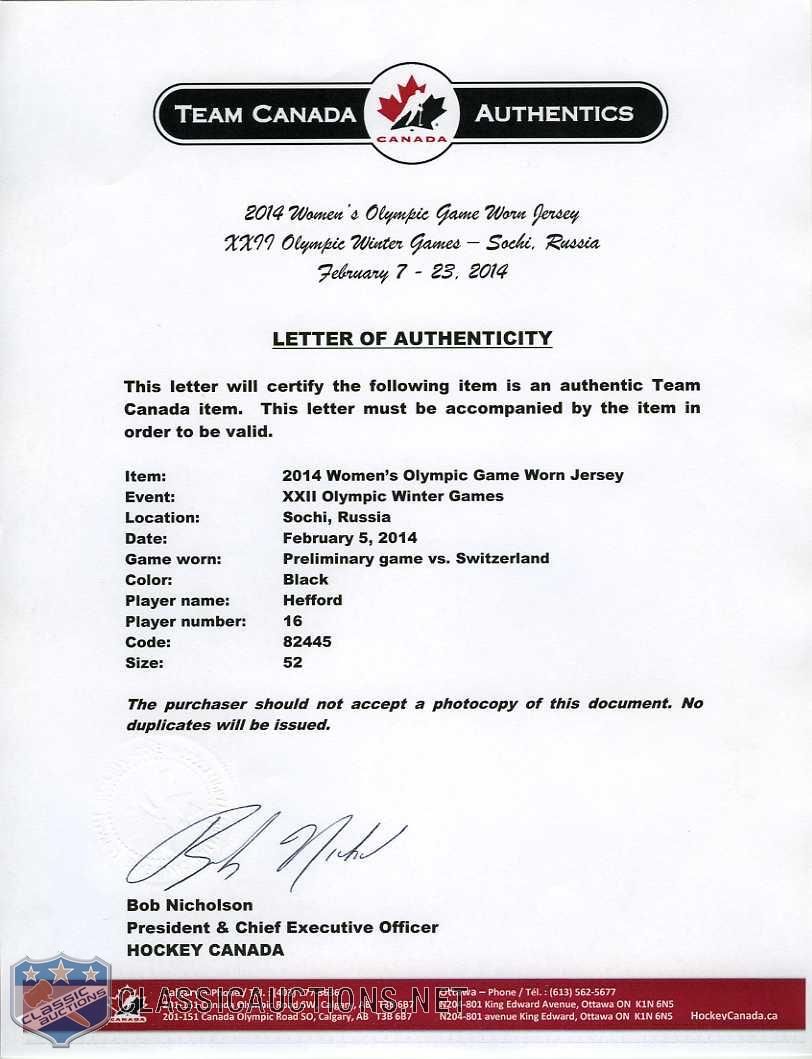 TEAM CANADA
CANADA
AUTHENTICS
2014 Women's Olympic Game Worn Jersey
XXII Olympic Winter Games – Sochi, Russia
February 7 - 23, 2014
LETTER OF AUTHENTICITY
This letter will certify the following item is an authentic Team
Canada item. This letter must be accompanied by the item in
order to be valid.
Item: 2014 Women's Olympic Game Worn Jersey
Event: XXII Olympic Winter Games
Location: Sochi, Russia
Date: February 5, 2014
Game worn: Preliminary game vs. Switzerland
Color: Black
Player name: Hefford
Player number: 16
Code: 82445
Size: 52
The purchaser should not accept a photocopy of this document. No
duplicates will be issued.
Bob Nicholson
President & Chief Executive Officer
HOCKEY CANADA
CLASSIC AUCTIONS
CLASSICAUCTIONS.NET
CANADA
201-151 Canada Olympic Road SO, Calgary, AB T3B 6B7
Ottawa – Phone / Tél. : (613) 562-5677
N204-801 King Edward Avenue, Ottawa ON K1N 6N5
N204-801 avenue King Edward, Ottawa ON K1N 6N5
HockeyCanada.ca